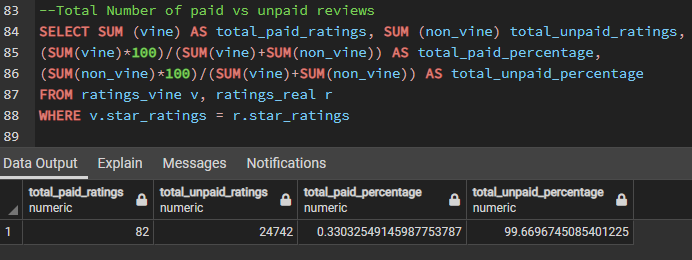 83 --Total Number of paid vs unpaid reviews
84 SELECT SUM (vine) AS total_paid_ratings, SUM (non_vine) total_unpaid_ratings,
85 (SUM(vine)*100)/(SUM(vine)+SUM(non_vine)) AS total_paid_percentage,
86 (SUM(non_vine)*100)/(SUM(vine)+SUM(non_vine)) AS total_unpaid_percentage
87 FROM ratings_vine v, ratings_real r
88 WHERE v.star_ratings = r.star_ratings
89
Data Output Explain Messages Notifications
total_paid_ratings total_unpaid_ratings total_paid_percentage total_unpaid_percentage
numeric numeric numeric numeric
1 82 24742 0.33032549145987753787 99.6696745085401225